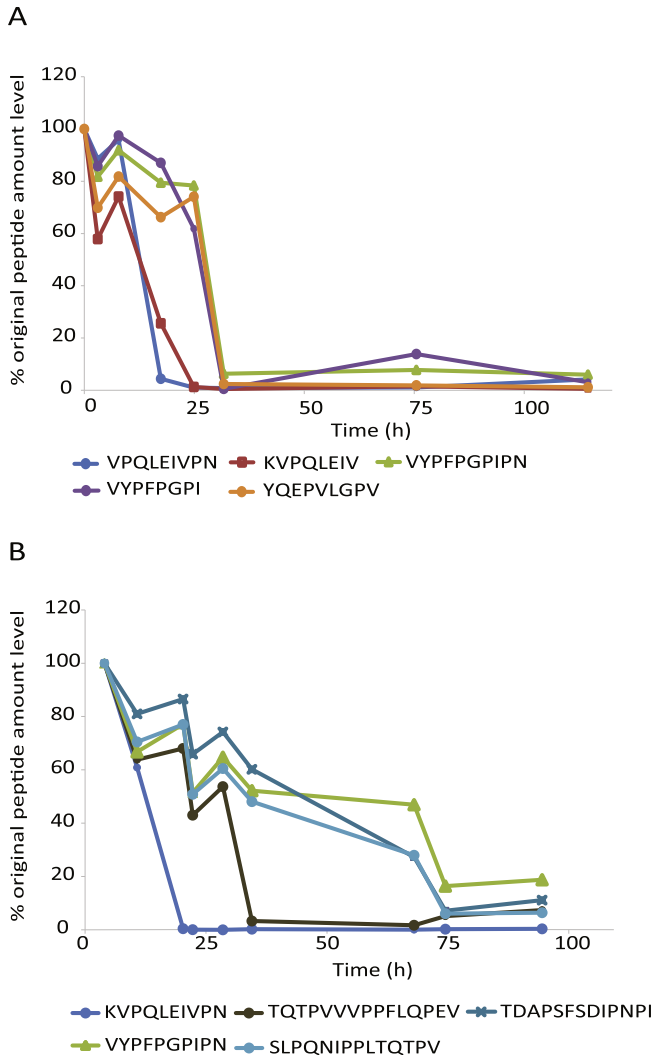 A
120
100
80
60
40
20
0
% original peptide amount level
0 25 50 75 100
Time (h)
VPQLEIVPN KVPQLEIV VYPFPGPIPN
VYPFPGPI YQEPVLGPV
B
120
100
80
60
40
20
0
% original peptide amount level
0 25 50 75 100
Time (h)
KVPQLEIVPN TQTPVVVPPFLQPEV TDAPSFSDIPNPI
VYPFPGPIPN SLPQNIPPLTQTPV